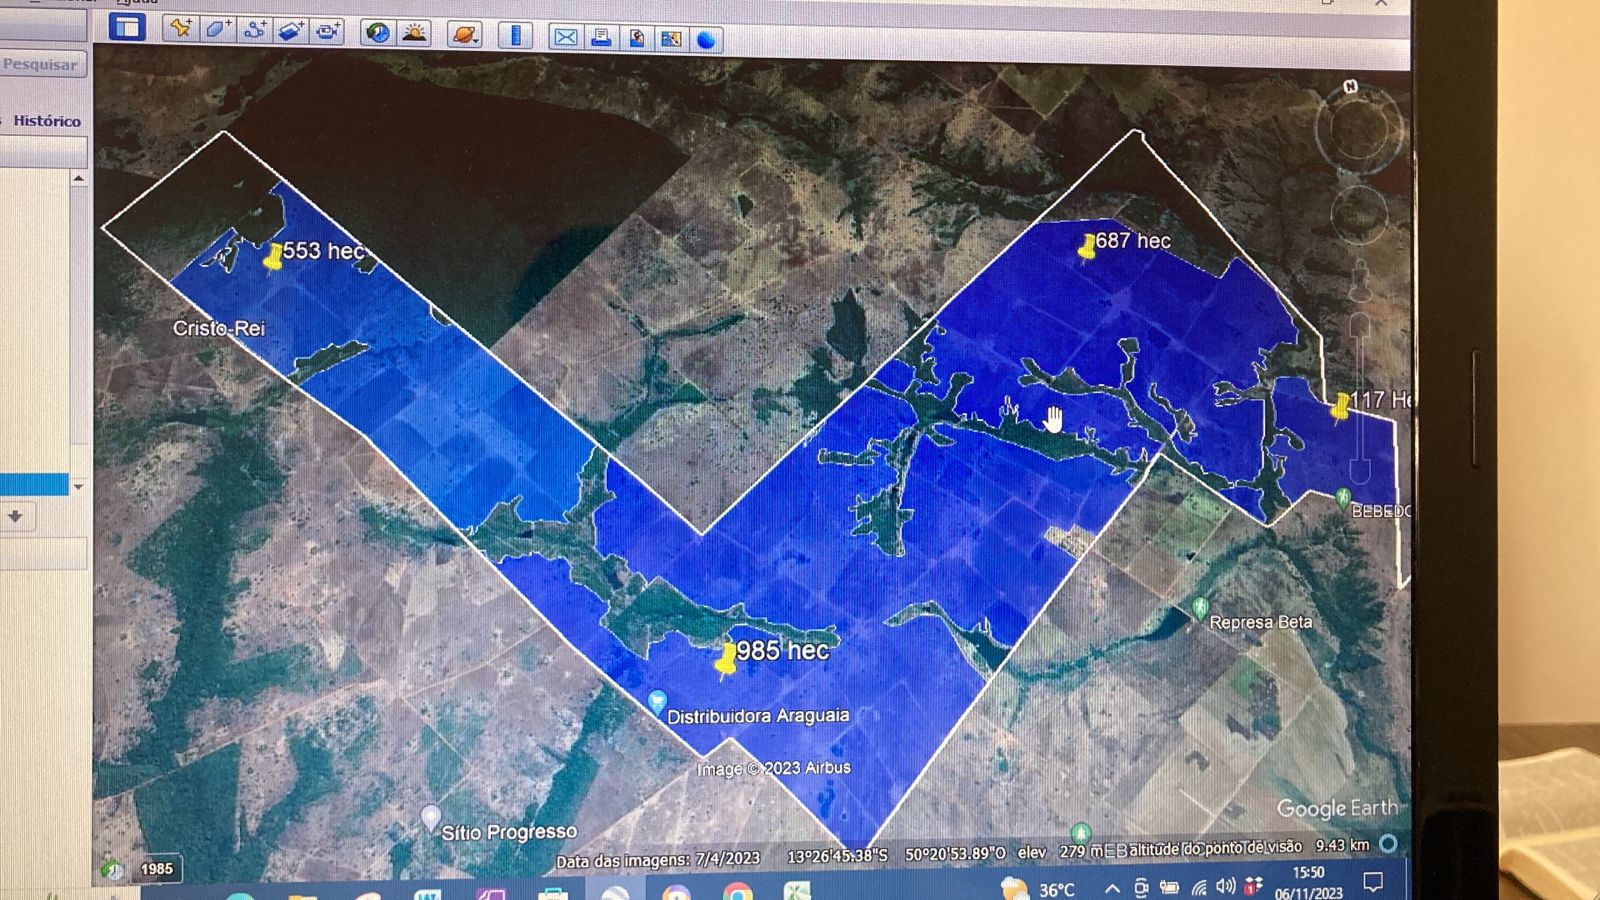 Ajuda
Pesquisar
Histórico
N
553 hec
687 hec
Cristo-Rei
117 He
BEBEDO
Represa Beta
985 hec
Distribuidora Araguaia
Image © 2023 Airbus
Google Earth
Sítio Progresso
1985
Data das imagens: 7/4/2023 13°26'45.38"S 50°20'53.89"O elev 279 m altitude do ponto de visão 9.43 km
36°C
15:50
06/11/2023